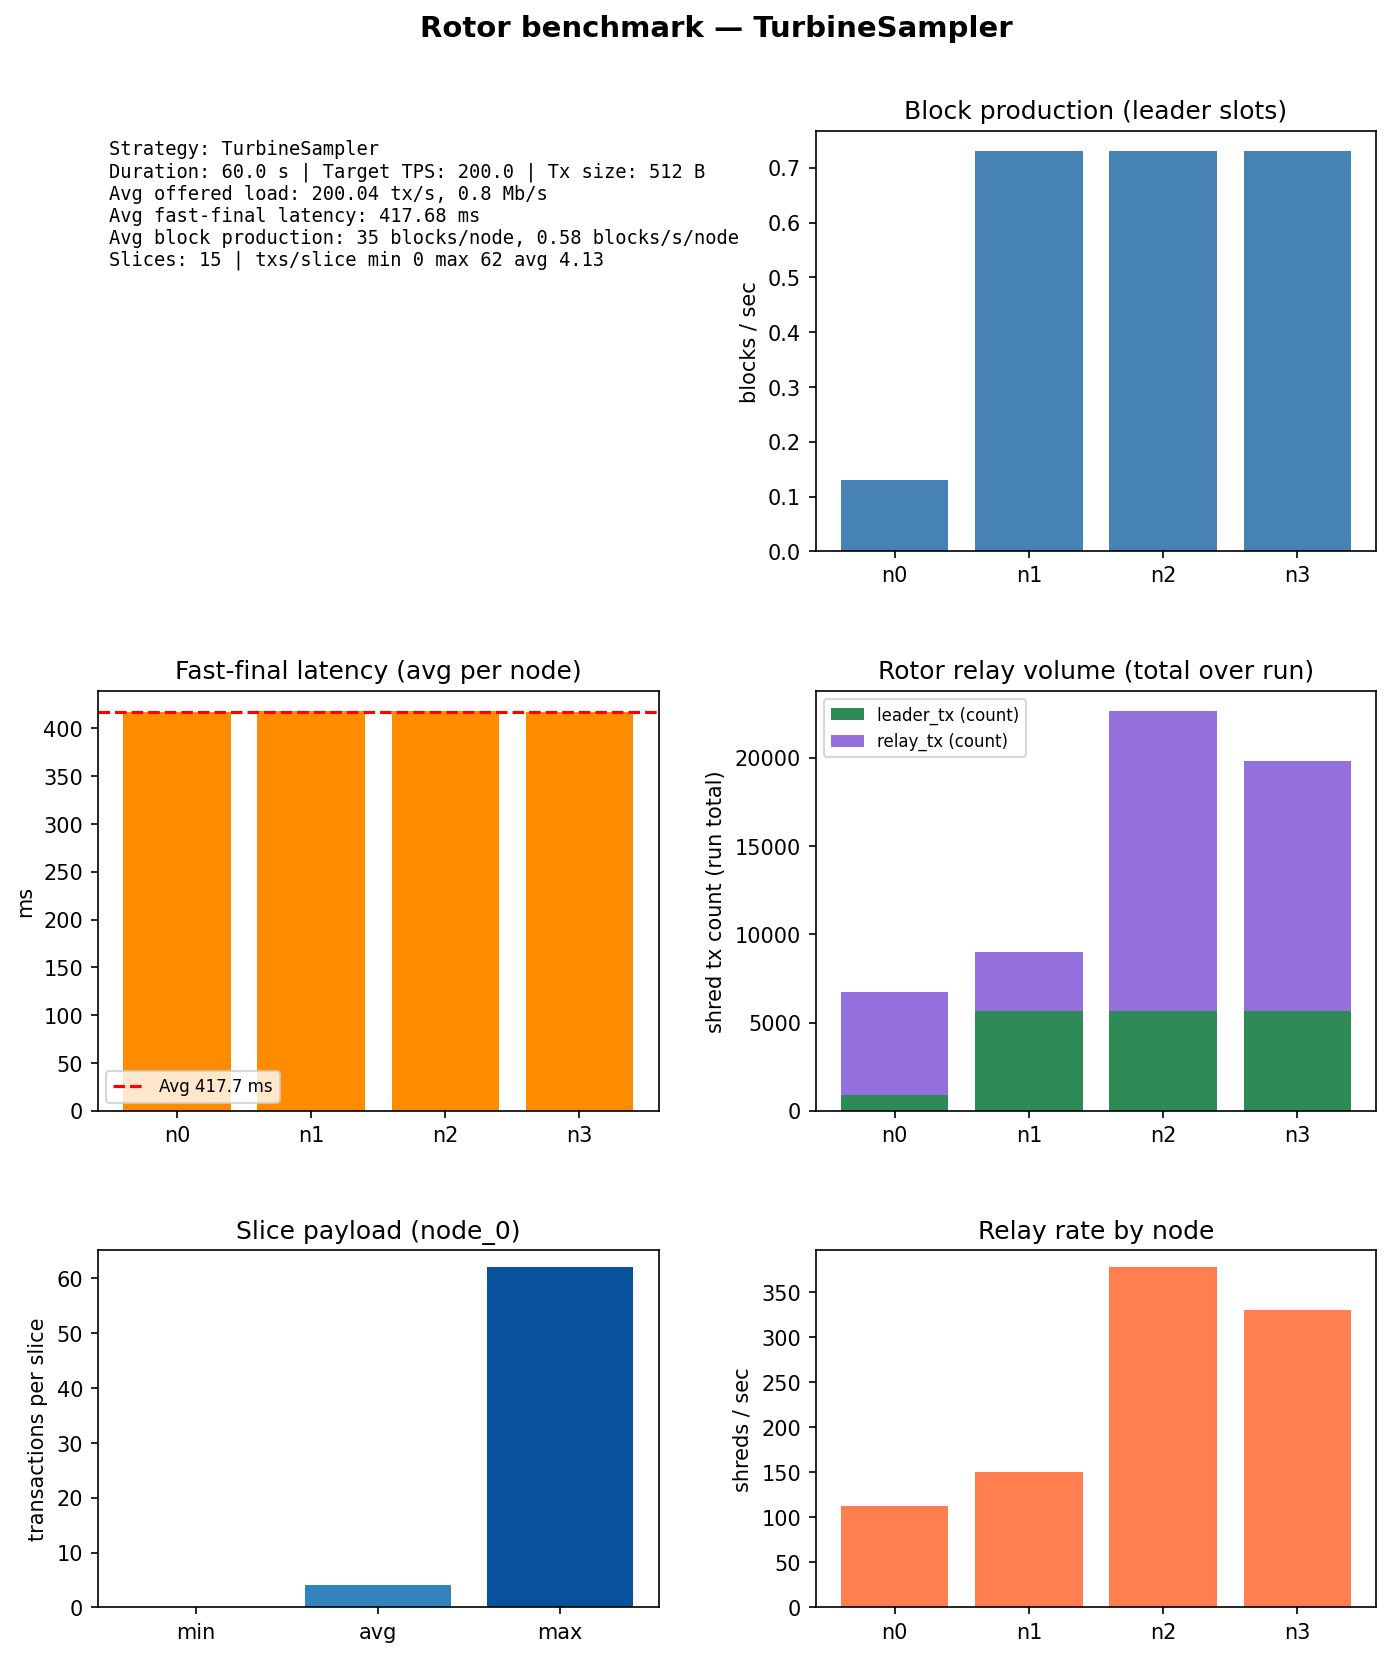 Rotor benchmark — TurbineSampler
Strategy: TurbineSampler
Duration: 60.0 s | Target TPS: 200.0 | Tx size: 512 B
Avg offered load: 200.04 tx/s, 0.8 Mb/s
Avg fast-final latency: 417.68 ms
Avg block production: 35 blocks/node, 0.58 blocks/s/node
Slices: 15 | txs/slice min 0 max 62 avg 4.13
Block production (leader slots)
blocks / sec
0.7
0.6
0.5
0.4
0.3
0.2
0.1
0.0
n0
n1
n2
n3
Fast-final latency (avg per node)
ms
400
350
300
250
200
150
100
50
0
Avg 417.7 ms
n0
n1
n2
n3
Rotor relay volume (total over run)
leader_tx (count)
relay_tx (count)
shred tx count (run total)
20000
15000
10000
5000
0
n0
n1
n2
n3
Slice payload (node_0)
transactions per slice
60
50
40
30
20
10
0
min
avg
max
Relay rate by node
shreds / sec
350
300
250
200
150
100
50
0
n0
n1
n2
n3